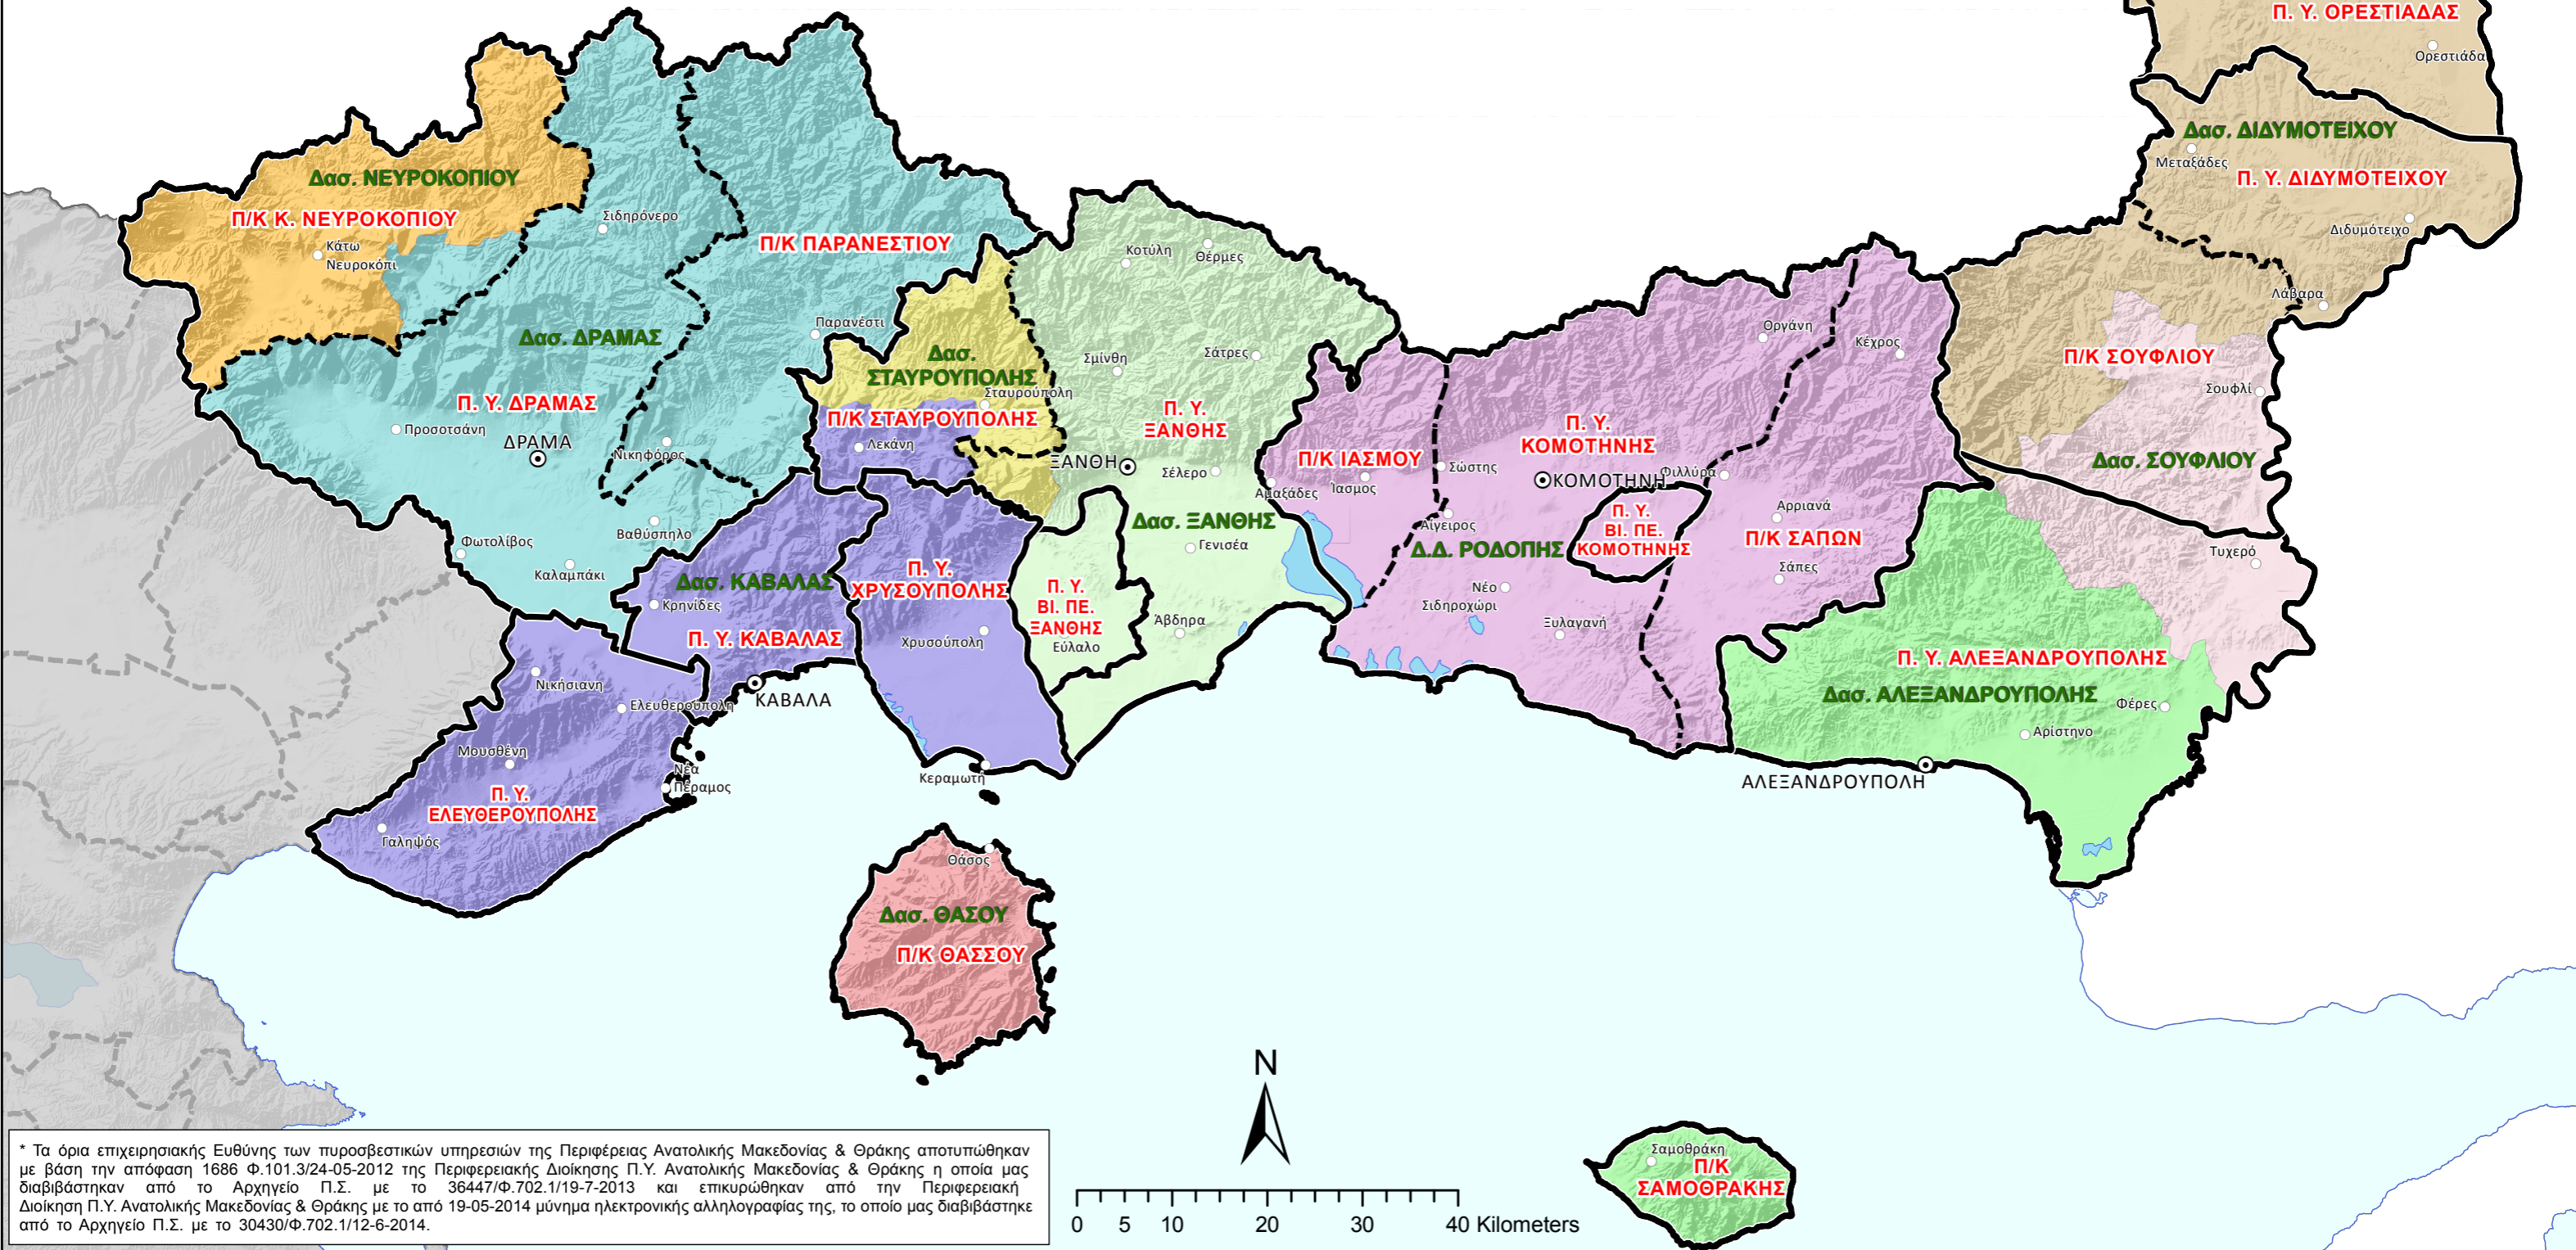 Π. Υ. ΟΡΕΣΤΙΑΔΑΣ
Ορεστιάδα
Δασ. ΔΙΔΥΜΟΤΕΙΧΟΥ
Μεταξάδες
Π. Υ. ΔΙΔΥΜΟΤΕΙΧΟΥ
Διδυμότειχο
Λάβαρα
Δασ. ΝΕΥΡΟΚΟΠΙΟΥ
Π/Κ Κ. ΝΕΥΡΟΚΟΠΙΟΥ
Κάτω
Νευροκόπι
Σιδηρόνερο
Π/Κ ΠΑΡΑΝΕΣΤΙΟΥ
Παρανέστι
Δασ. ΔΡΑΜΑΣ
Π. Υ. ΔΡΑΜΑΣ
Προσοτσάνη
ΔΡΑΜΑ
Νικηφόρος
Φωτολίβος
Καλαμπάκι
Βαθύσπηλο
Δασ.
ΣΤΑΥΡΟΥΠΟΛΗΣ
Σταυρούπολη
Π/Κ ΣΤΑΥΡΟΥΠΟΛΗΣ
Λεκάνη
Κοτύλη
Θέρμες
Σμίνθη
Σάτρες
Π. Υ.
ΞΑΝΘΗΣ
ΞΑΝΘΗ
Σέλερο
Αμαξάδες
Δασ. ΞΑΝΘΗΣ
Γενισέα
Π. Υ.
ΒΙ. ΠΕ.
ΞΑΝΘΗΣ
Εύλαλο
Άβδηρα
Οργάνη
Κέχρος
Π. Υ.
ΚΟΜΟΤΗΝΗΣ
Π/Κ ΙΑΣΜΟΥ
Ίασμος
Σώστης
ΚΟΜΟΤΗΝΗ
Φιλλύρα
Αίγειρος
Δ.Δ. ΡΟΔΟΠΗΣ
Π. Υ.
ΒΙ. ΠΕ.
ΚΟΜΟΤΗΝΗΣ
Αρριανά
Π/Κ ΣΑΠΩΝ
Σάπες
Νέο
Σιδηροχώρι
Ξυλαγανή
Π/Κ ΣΟΥΦΛΙΟΥ
Σουφλί
Δασ. ΣΟΥΦΛΙΟΥ
Τυχερό
Π. Υ. ΑΛΕΞΑΝΔΡΟΥΠΟΛΗΣ
Δασ. ΑΛΕΞΑΝΔΡΟΥΠΟΛΗΣ
Φέρες
Αρίστηνο
ΑΛΕΞΑΝΔΡΟΥΠΟΛΗ
Δασ. ΚΑΒΑΛΑΣ
Κρηνίδες
Π. Υ. ΚΑΒΑΛΑΣ
ΚΑΒΑΛΑ
Π. Υ.
ΧΡΥΣΟΥΠΟΛΗΣ
Χρυσούπολη
Κεραμωτή
Νικήσιανη
Ελευθερούπολη
Μουσθένη
Νέα
Πέραμος
Π. Υ.
ΕΛΕΥΘΕΡΟΥΠΟΛΗΣ
Γαληψός
Θάσος
Δασ. ΘΑΣΟΥ
Π/Κ ΘΑΣΣΟΥ
Σαμοθράκη
Π/Κ
ΣΑΜΟΘΡΑΚΗΣ
N
0 5 10 20 30 40 Kilometers
* Τα όρια επιχειρησιακής Ευθύνης των πυροσβεστικών υπηρεσιών της Περιφέρειας Ανατολικής Μακεδονίας & Θράκης αποτυπώθηκαν
με βάση την απόφαση 1686 Φ.101.3/24-05-2012 της Περιφερειακής Διοίκησης Π.Υ. Ανατολικής Μακεδονίας & Θράκης η οποία μας
διαβιβάστηκαν από το Αρχηγείο Π.Σ. με το 36447/Φ.702.1/19-7-2013 και επικυρώθηκαν από την Περιφερειακή
Διοίκηση Π.Υ. Ανατολικής Μακεδονίας & Θράκης με το από 19-05-2014 μύνημα ηλεκτρονικής αλληλογραφίας της, το οποίο μας διαβιβάστηκε
από το Αρχηγείο Π.Σ. με το 30430/Φ.702.1/12-6-2014.